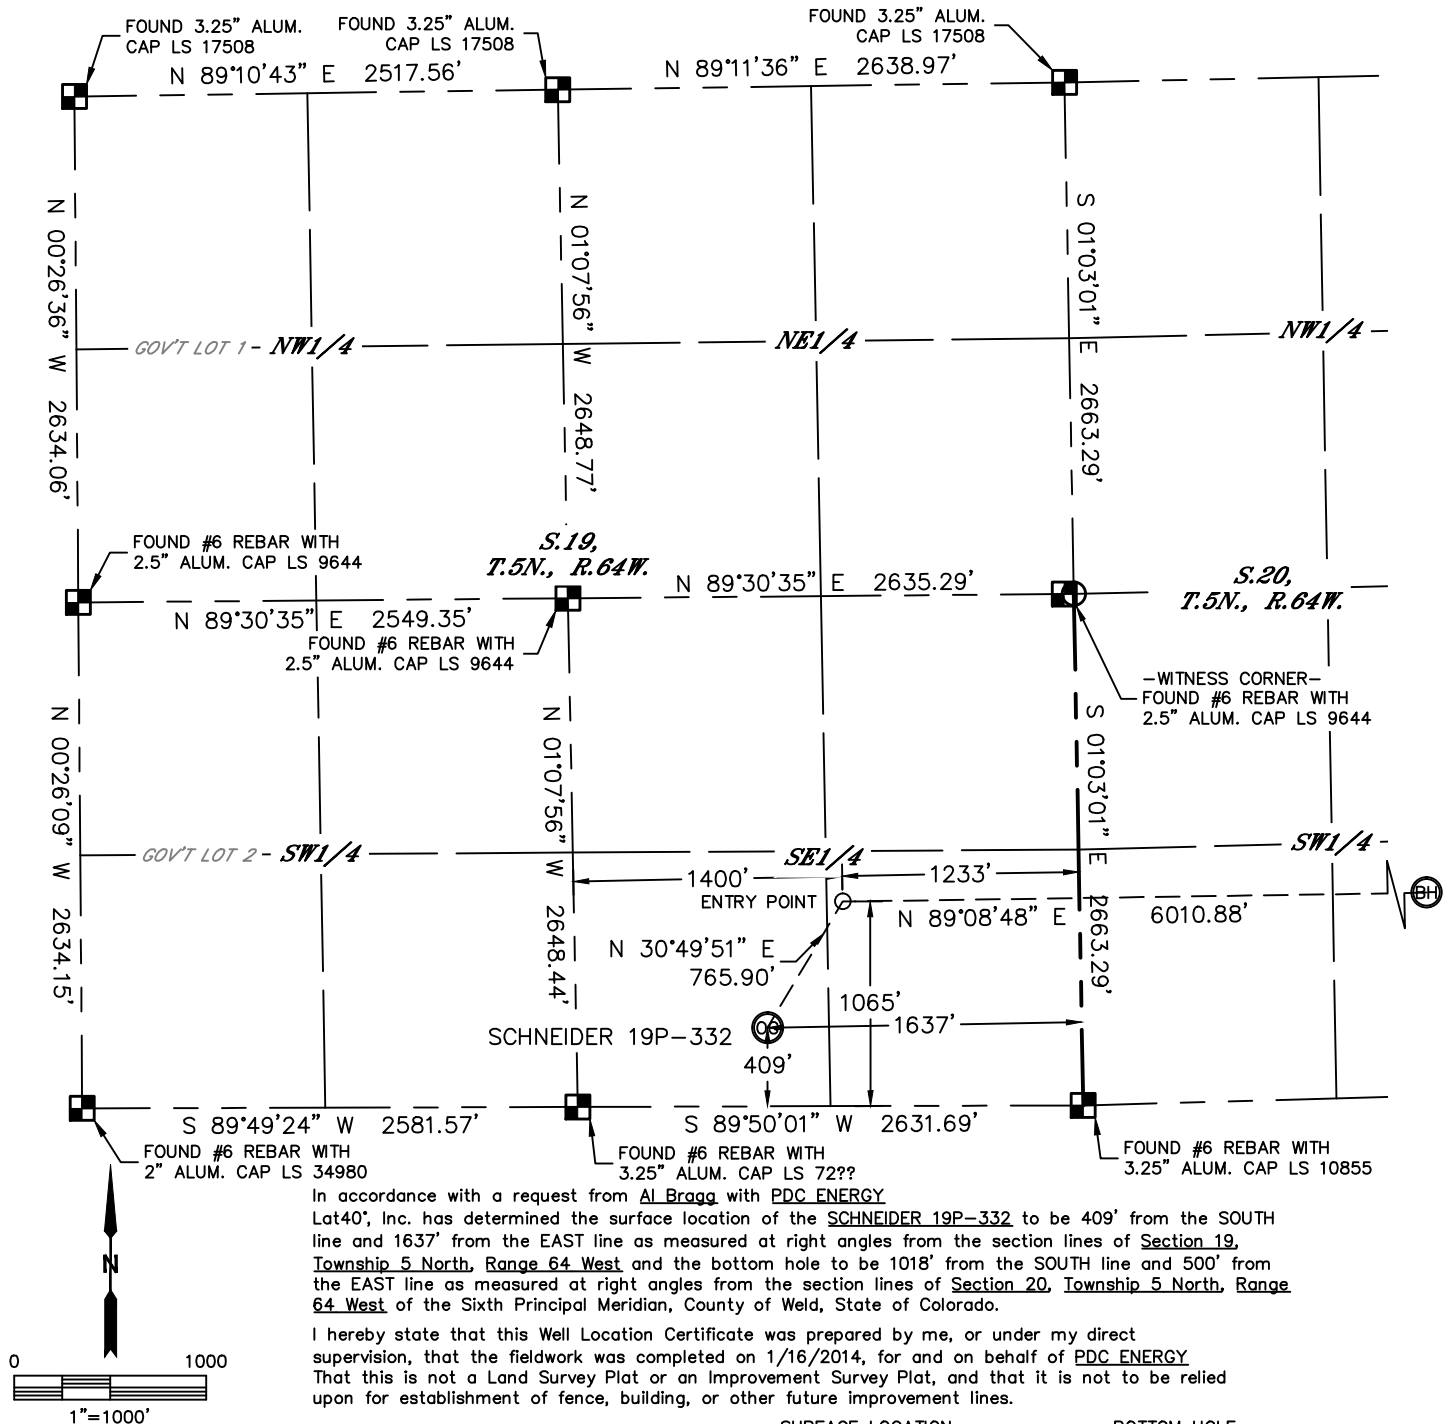 FOUND 3.25" ALUM.
CAP LS 17508
FOUND 3.25" ALUM.
CAP LS 17508
FOUND 3.25" ALUM.
CAP LS 17508
N 89°10'43" E 2517.56'
N 89°11'36" E 2638.97'
N 00°26'36" W 2634.06'
N 01°07'56" W 2648.77'
S 01°03'01" E 2663.29'
GOV'T LOT 1 - NW1/4
NE1/4
NW1/4
FOUND #6 REBAR WITH
2.5" ALUM. CAP LS 9644
S.19,
T.5N., R.64W.
N 89°30'35" E 2635.29'
S.20,
T.5N., R.64W.
N 89°30'35" E 2549.35'
FOUND #6 REBAR WITH
2.5" ALUM. CAP LS 9644
-WITNESS CORNER-
FOUND #6 REBAR WITH
2.5" ALUM. CAP LS 9644
N 00°26'09" W 2634.15'
N 01°07'56" W 2648.44'
S 01°03'01" E 2663.29'
GOV'T LOT 2 - SW1/4
SE1/4
SW1/4
1400'
1233'
ENTRY POINT
N 89°08'48" E 6010.88'
BH
N 30°49'51" E
765.90'
1065'
SCHNEIDER 19P-332
OG
1637'
409'
S 89°49'24" W 2581.57'
S 89°50'01" W 2631.69'
FOUND #6 REBAR WITH
2" ALUM. CAP LS 34980
FOUND #6 REBAR WITH
3.25" ALUM. CAP LS 72??
FOUND #6 REBAR WITH
3.25" ALUM. CAP LS 10855
In accordance with a request from Al Bragg with PDC ENERGY
Lat40°, Inc. has determined the surface location of the SCHNEIDER 19P-332 to be 409' from the SOUTH
line and 1637' from the EAST line as measured at right angles from the section lines of Section 19,
Township 5 North, Range 64 West and the bottom hole to be 1018' from the SOUTH line and 500' from
the EAST line as measured at right angles from the section lines of Section 20, Township 5 North, Range
64 West of the Sixth Principal Meridian, County of Weld, State of Colorado.
I hereby state that this Well Location Certificate was prepared by me, or under my direct
supervision, that the fieldwork was completed on 1/16/2014, for and on behalf of PDC ENERGY
That this is not a Land Survey Plat or an Improvement Survey Plat, and that it is not to be relied
upon for establishment of fence, building, or other future improvement lines.
N
0 1000
1"=1000'
SURFACE LOCATION BOTTOM HOLE